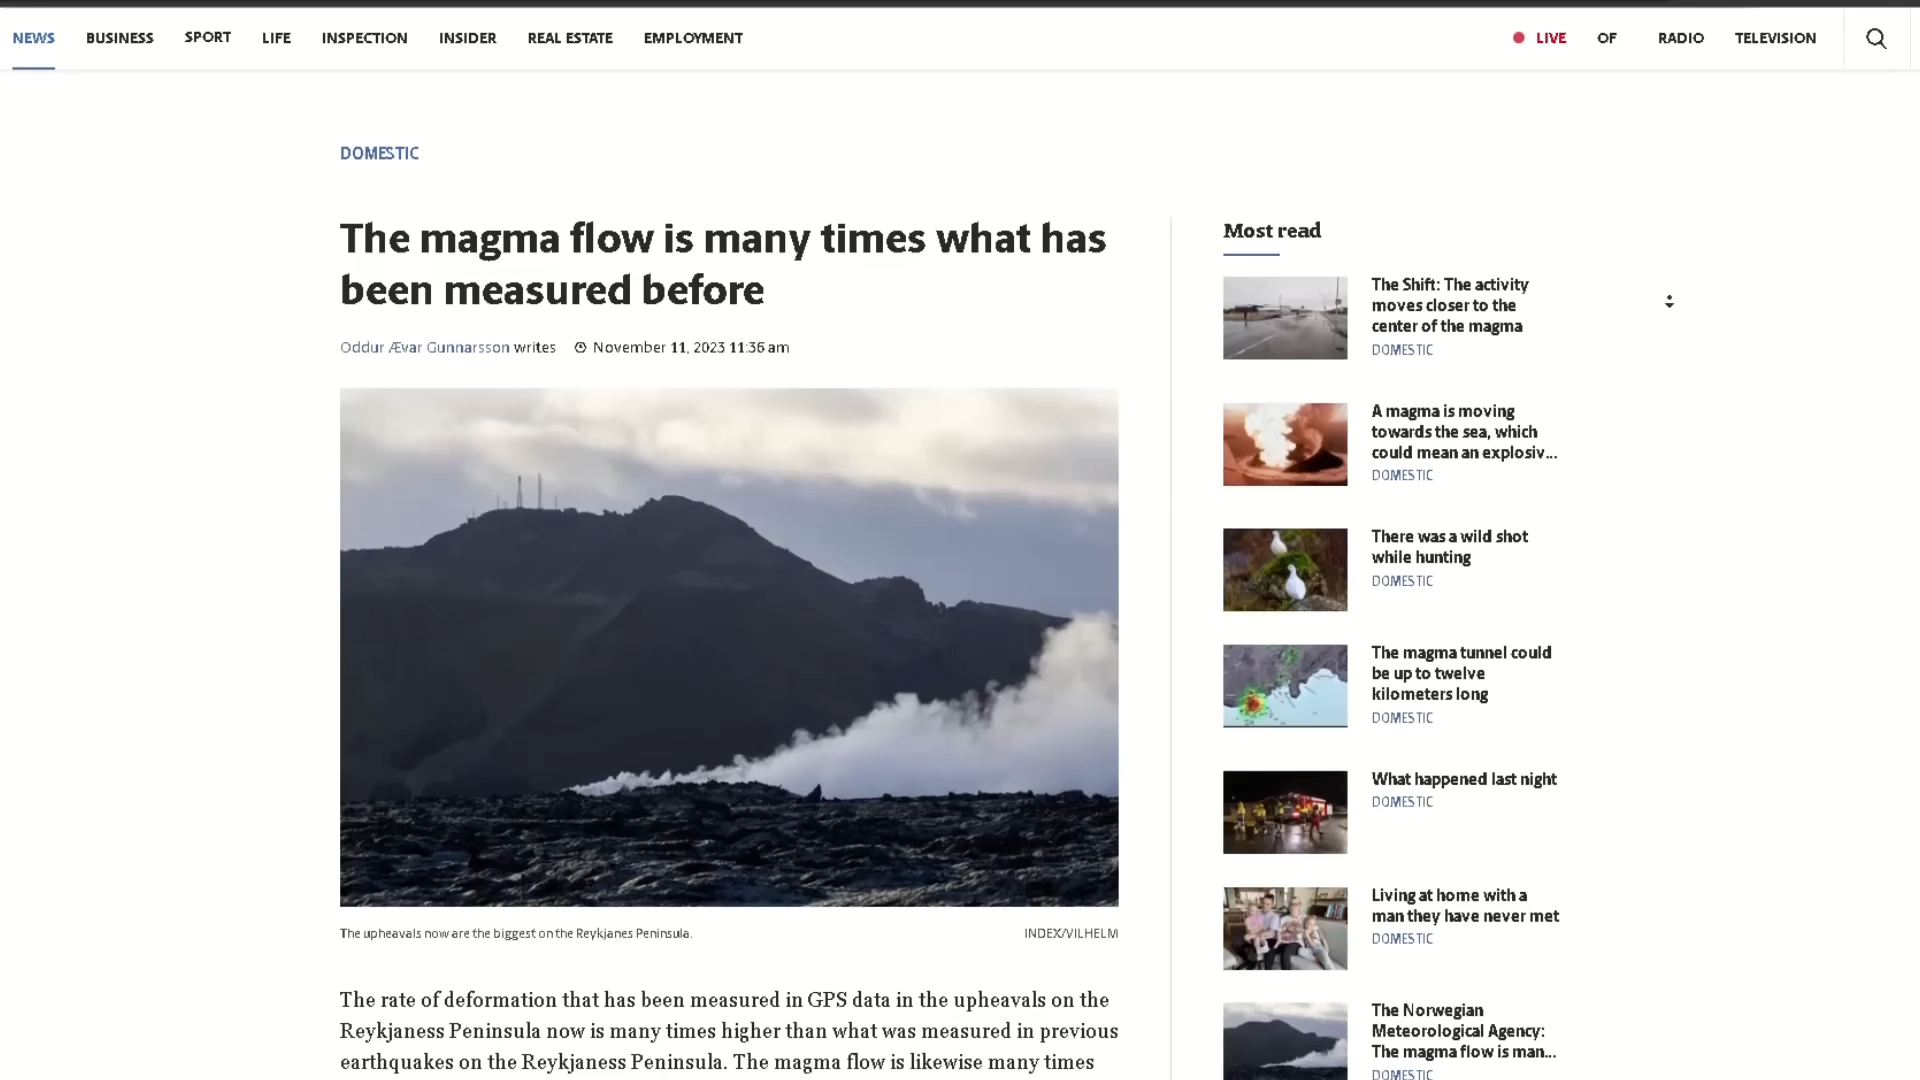 NEWS BUSINESS SPORT LIFE INSPECTION INSIDER REAL ESTATE EMPLOYMENT LIVE OF RADIO TELEVISION
DOMESTIC
The magma flow is many times what has
been measured before
Oddur Ævar Gunnarsson writes November 11, 2023 11:36 am
The upheavals now are the biggest on the Reykjanes Peninsula. INDEX/VILHELM
The rate of deformation that has been measured in GPS data in the upheavals on the
Reykjaness Peninsula now is many times higher than what was measured in previous
earthquakes on the Reykjaness Peninsula. The magma flow is likewise many times
Most read
The Shift: The activity
moves closer to the
center of the magma
DOMESTIC
A magma is moving
towards the sea, which
could mean an explosiv...
DOMESTIC
There was a wild shot
while hunting
DOMESTIC
The magma tunnel could
be up to twelve
kilometers long
DOMESTIC
What happened last night
DOMESTIC
Living at home with a
man they have never met
DOMESTIC
The Norwegian
Meteorological Agency:
The magma flow is man...
DOMESTIC